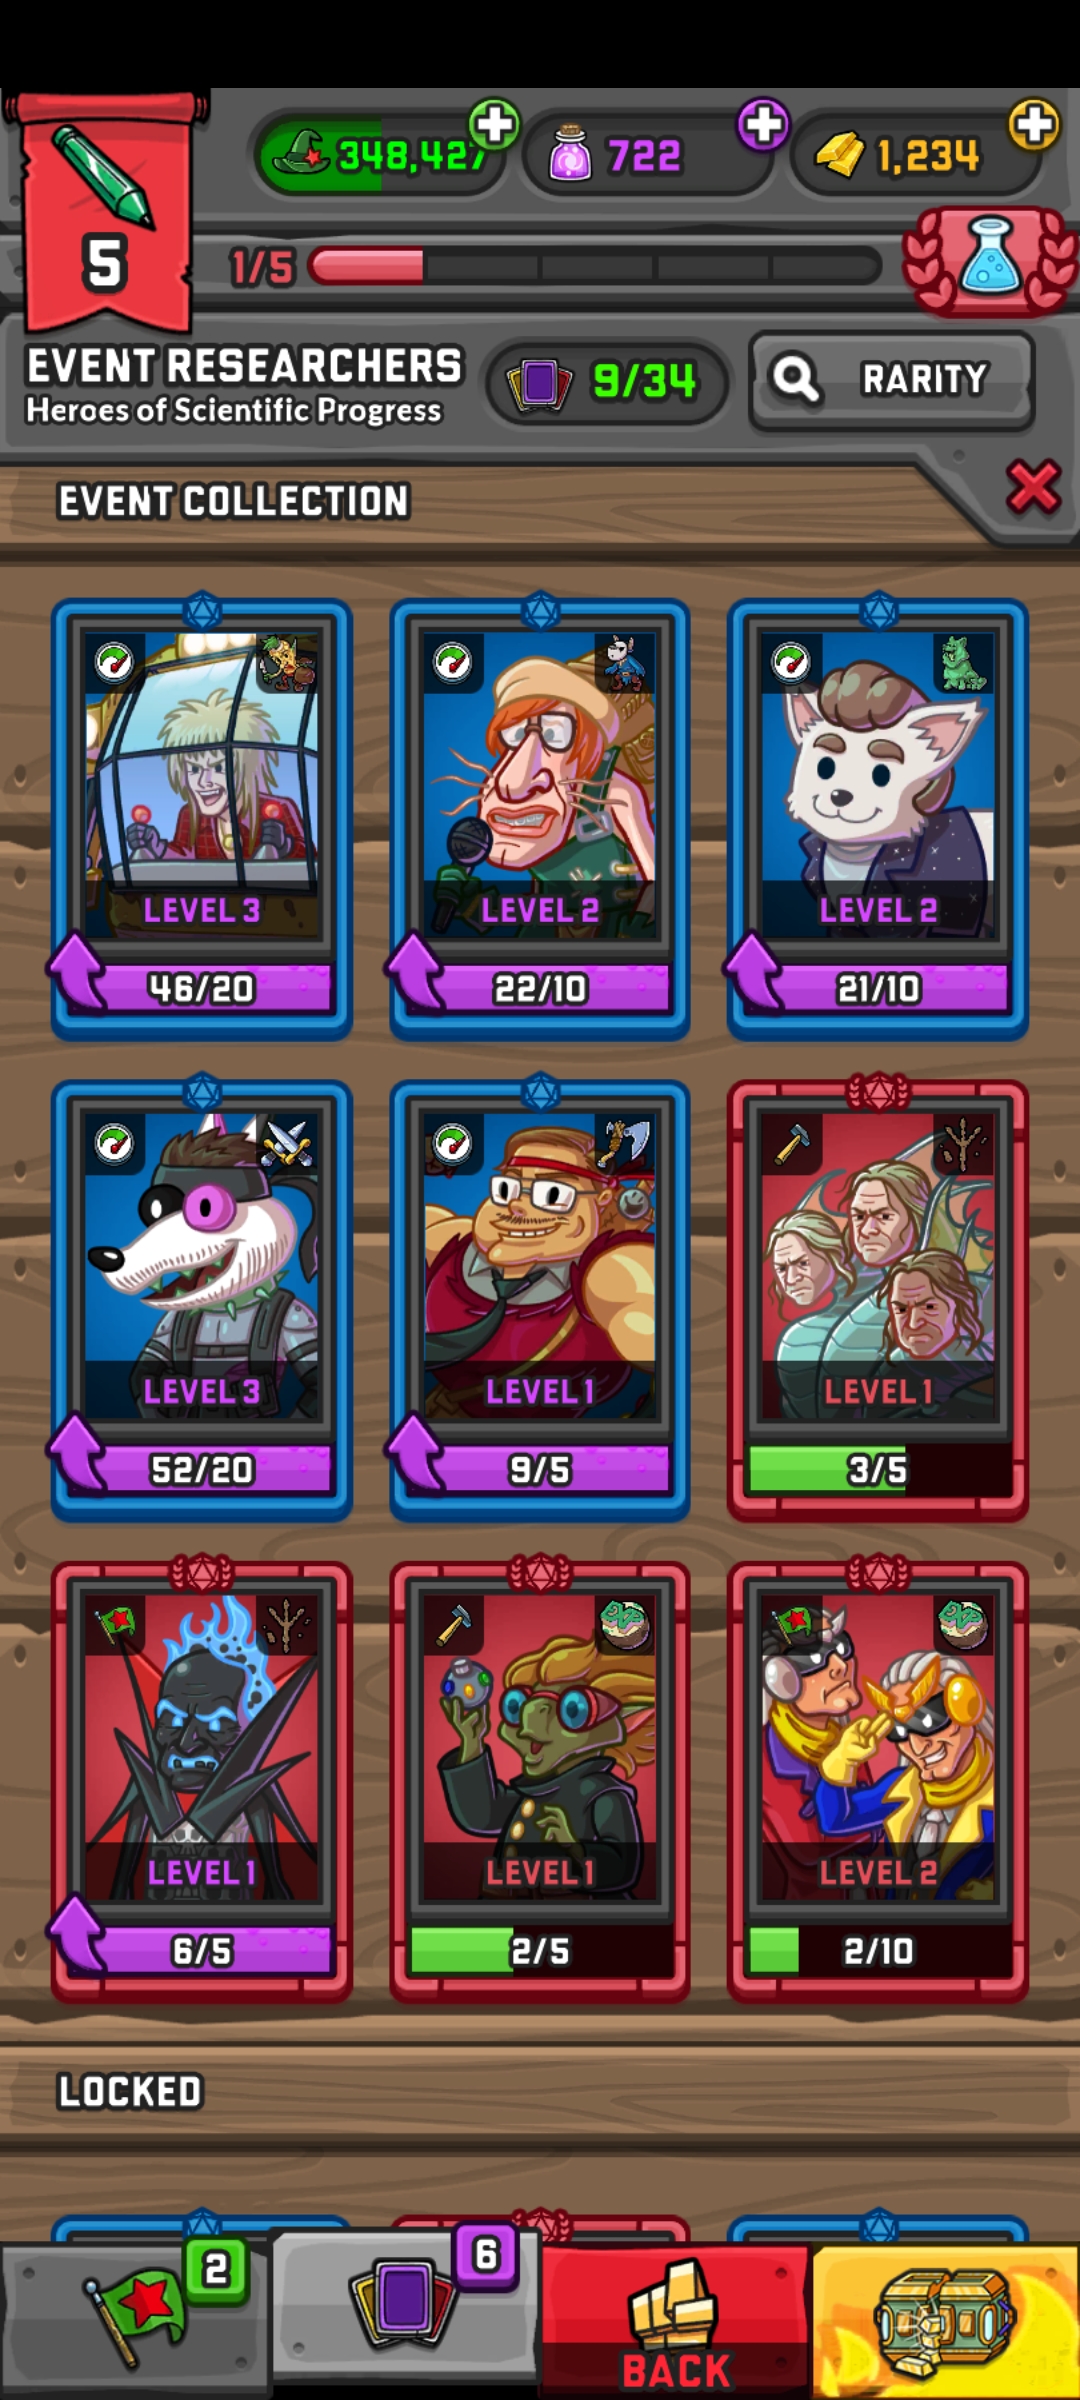 348,427
722
1,234
5
1/5
EVENT RESEARCHERS
Heroes of Scientific Progress
9/34
RARITY
EVENT COLLECTION
LEVEL 3
LEVEL 2
LEVEL 2
46/20
22/10
21/10
LEVEL 3
LEVEL 1
LEVEL 1
52/20
9/5
3/5
EXP
EXP
LEVEL 1
LEVEL 1
LEVEL 2
6/5
2/5
2/10
LOCKED
2
6
BACK